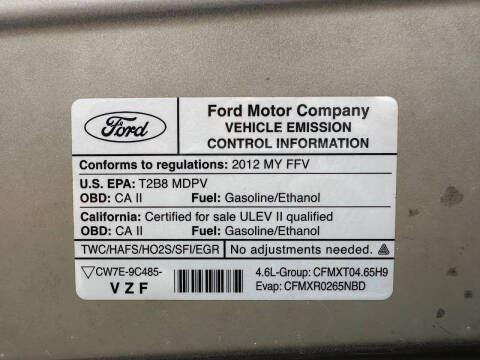 Ford
Ford Motor Company
VEHICLE EMISSION
CONTROL INFORMATION
Conforms to regulations: 2012 MY FFV
U.S. EPA: T2B8 MDPV
OBD: CA II Fuel: Gasoline/Ethanol
California: Certified for sale ULEV II qualified
OBD: CA II Fuel: Gasoline/Ethanol
TWC/HAFS/HO2S/SFI/EGR No adjustments needed.
CW7E-9C485-
VZF
4.6L-Group: CFMXT04.65H9
Evap: CFMXR0265NBD